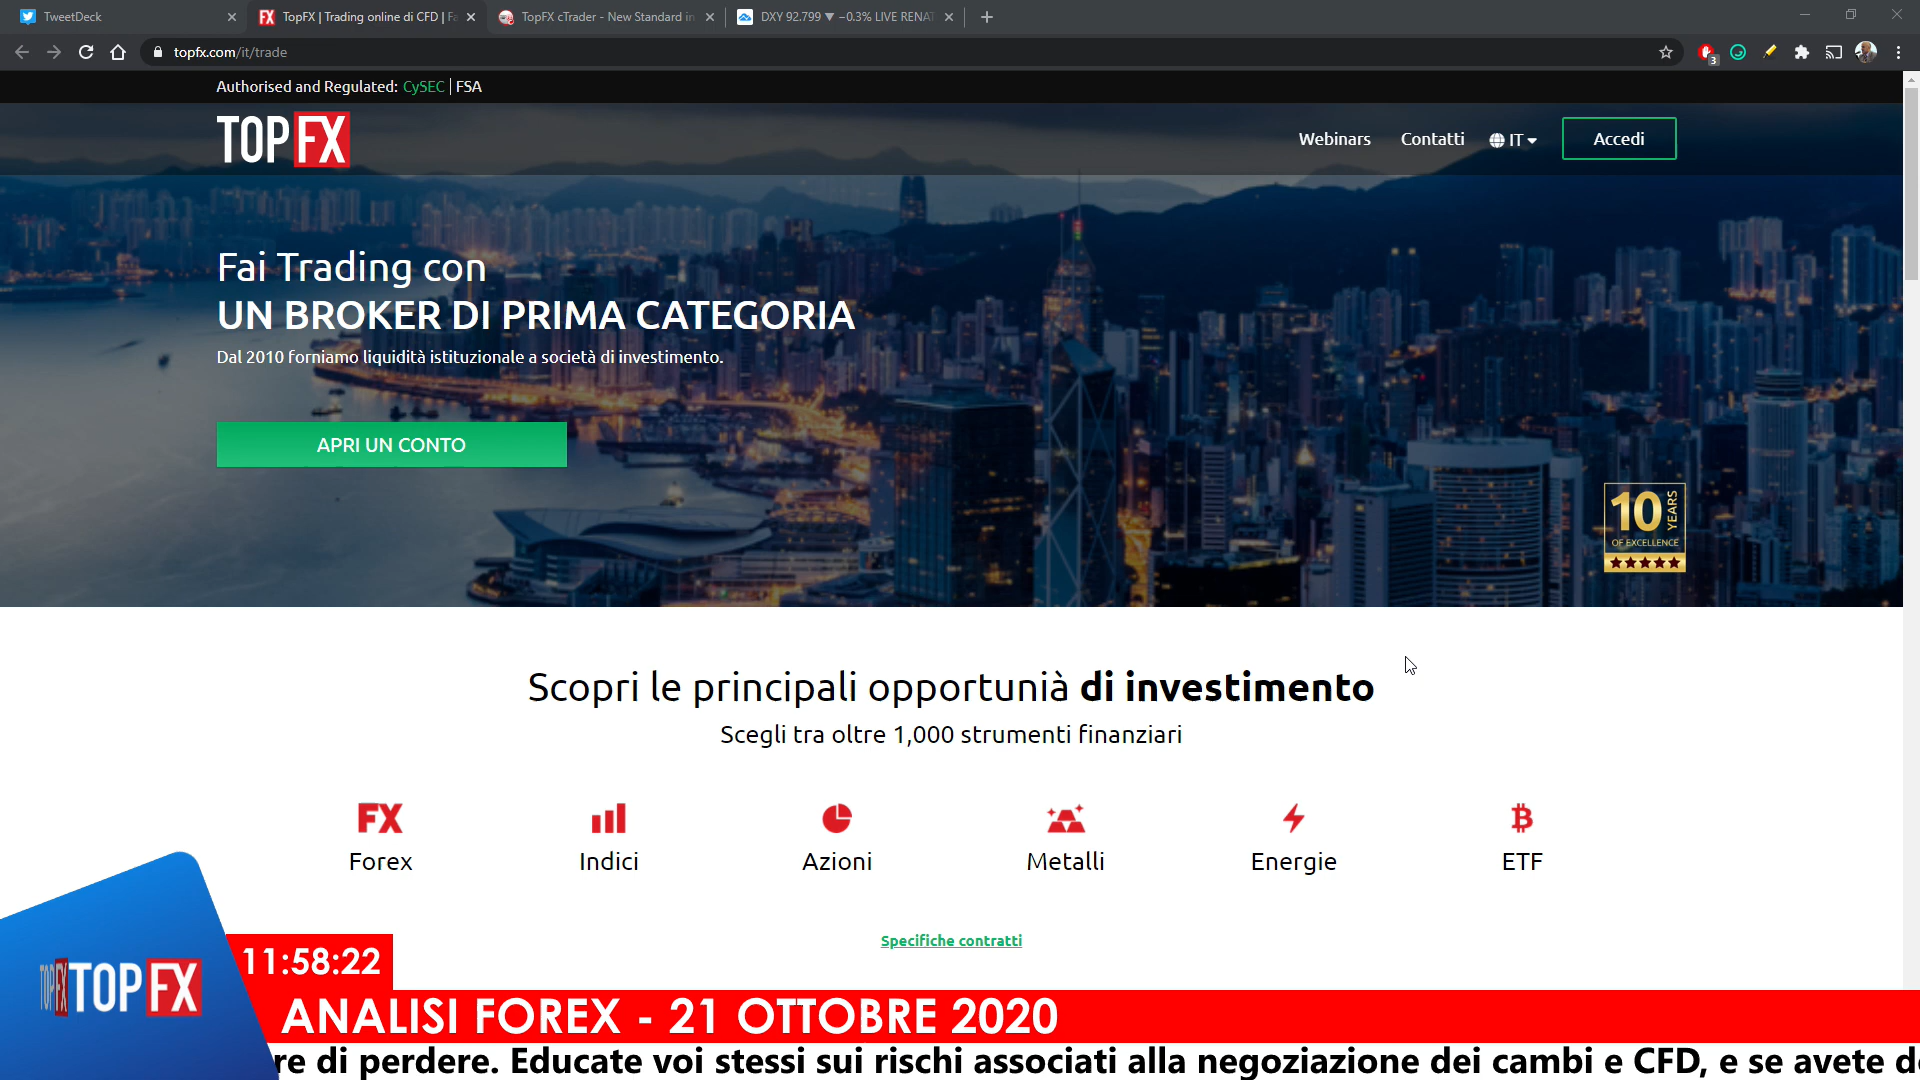 TweetDeck
TopFX | Trading online di CFD | Fa
TopFX cTrader - New Standard in
DXY 92.799 ▼ −0.3% LIVE RENAT
topfx.com/it/trade
3
Authorised and Regulated: CySEC | FSA
TOPFX
Webinars
Contatti
IT
Accedi
Fai Trading con
UN BROKER DI PRIMA CATEGORIA
Dal 2010 forniamo liquidità istituzionale a società di investimento.
APRI UN CONTO
10 YEARS
OF EXCELLENCE
Scopri le principali opportunià di investimento
Scegli tra oltre 1,000 strumenti finanziari
FX
Forex
Indici
Azioni
Metalli
Energie
ETF
Specifiche contratti
11:58:22
TOPFX
TOPFX
ANALISI FOREX - 21 OTTOBRE 2020
re di perdere. Educate voi stessi sui rischi associati alla negoziazione dei cambi e CFD, e se avete d